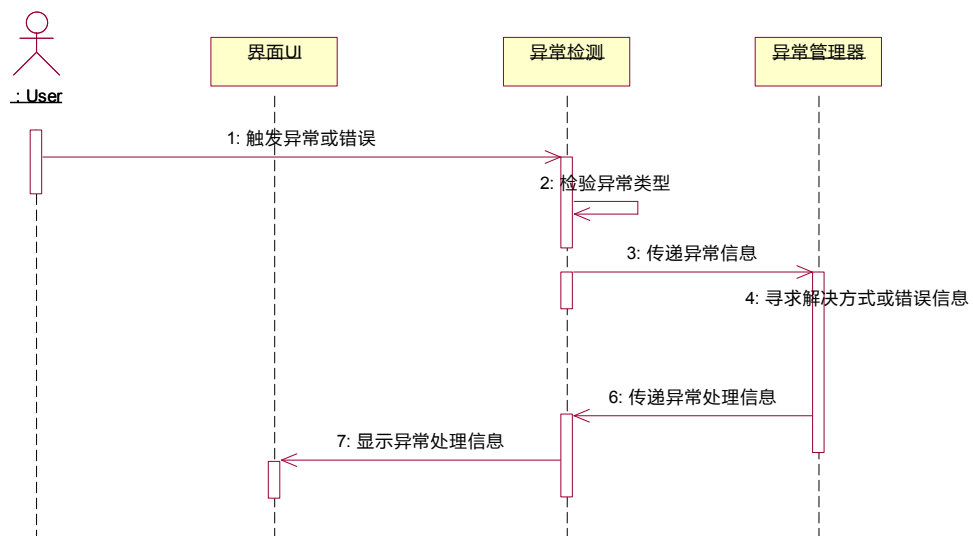 : User
界面UI
异常检测
异常管理器
1: 触发异常或错误
2: 检验异常类型
3: 传递异常信息
4: 寻求解决方式或错误信息
6: 传递异常处理信息
7: 显示异常处理信息